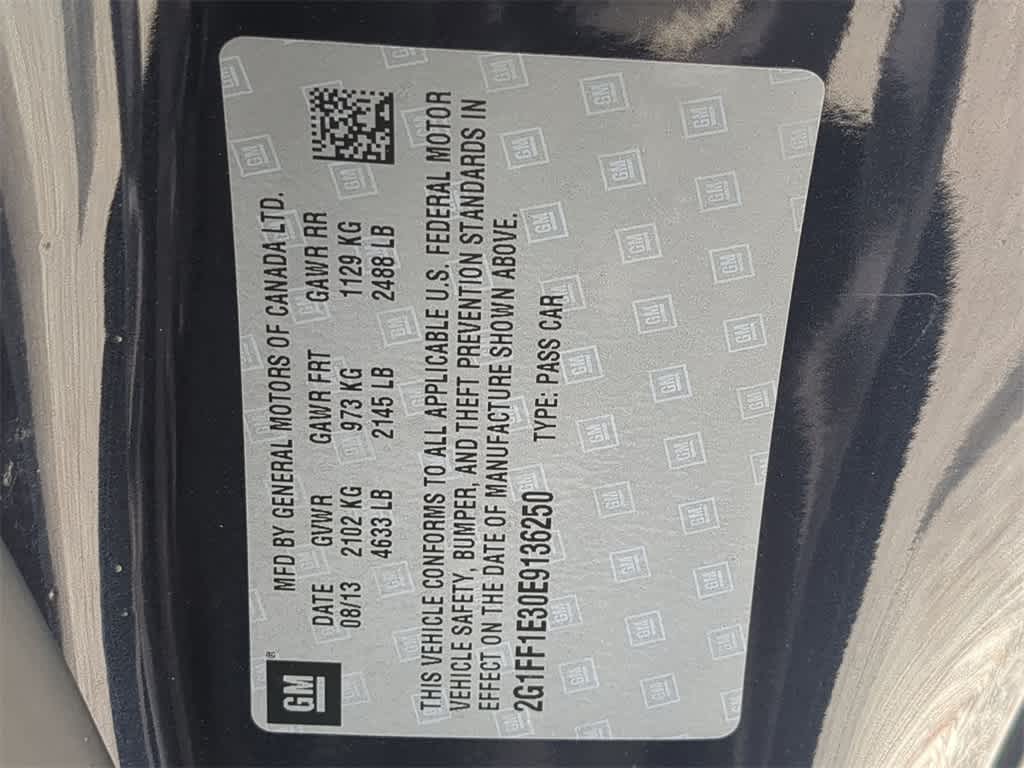 GM
MFD BY GENERAL MOTORS OF CANADA LTD.
DATE GVWR GAWR FRT GAWR RR
08/13 2102 KG 973 KG 1129 KG
4633 LB 2145 LB 2488 LB
THIS VEHICLE CONFORMS TO ALL APPLICABLE U.S. FEDERAL MOTOR
VEHICLE SAFETY, BUMPER, AND THEFT PREVENTION STANDARDS IN
EFFECT ON THE DATE OF MANUFACTURE SHOWN ABOVE.
2G1FF1E30E9136250 TYPE: PASS CAR